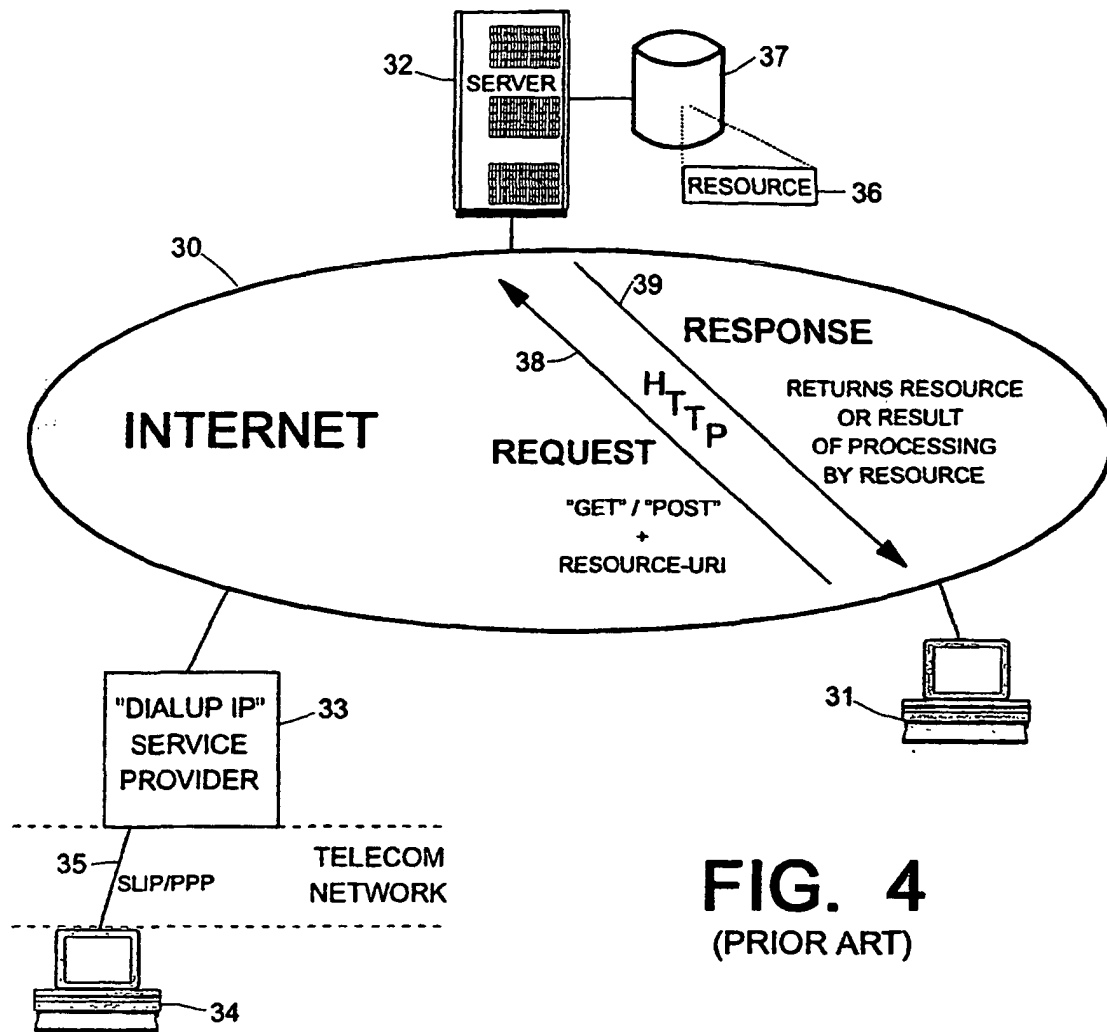 32
SERVER
37
RESOURCE
36
30
39
RESPONSE
38
HTTP
RETURNS RESOURCE
OR RESULT
OF PROCESSING
BY RESOURCE
INTERNET
REQUEST
"GET" / "POST"
+
RESOURCE-URI
31
"DIALUP IP"
SERVICE
PROVIDER
33
35
SLIP/PPP
TELECOM
NETWORK
34
FIG. 4
(PRIOR ART)